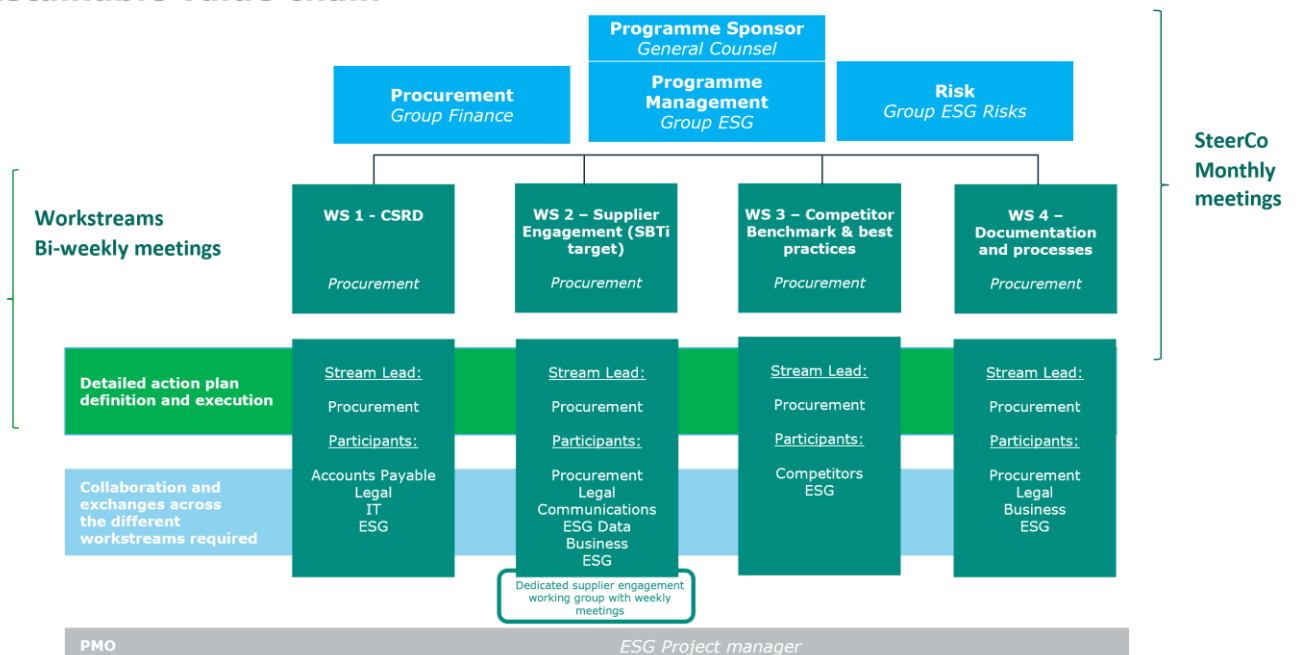 Programme Sponsor
General Counsel
Procurement
Group Finance
Programme
Management
Group ESG
Risk
Group ESG Risks
SteerCo
Monthly
meetings
Workstreams
Bi-weekly meetings
WS 1 - CSRD
Procurement
WS 2 – Supplier
Engagement (SBTi
target)
Procurement
WS 3 – Competitor
Benchmark & best
practices
Procurement
WS 4 –
Documentation
and processes
Procurement
Detailed action plan
definition and execution
Collaboration and
exchanges across
the different
workstreams required
Stream Lead:
Procurement
Participants:
Accounts Payable
Legal
IT
ESG
Stream Lead:
Procurement
Participants:
Procurement
Legal
Communications
ESG Data
Business
ESG
Dedicated supplier engagement
working group with weekly
meetings
Stream Lead:
Procurement
Participants:
Competitors
ESG
Stream Lead:
Procurement
Participants:
Procurement
Legal
Business
ESG
PMO
ESG Project manager